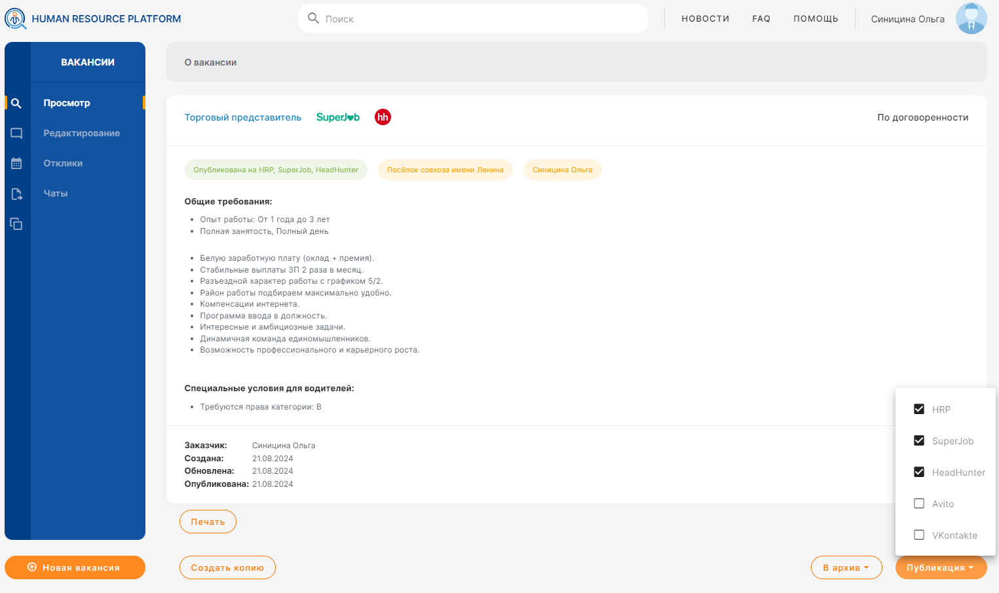 HUMAN RESOURCE PLATFORM
Поиск
НОВОСТИ
FAQ
ПОМОЩЬ
Синицина Ольга
ВАКАНСИИ
Просмотр
Редактирование
Отклики
Чаты
О вакансии
Торговый представитель
SuperJob
hh
По договоренности
Опубликована на HRP, SuperJob, HeadHunter
Посёлок совхоза имени Ленина
Синицина Ольга
Общие требования:
Опыт работы: От 1 года до 3 лет
Полная занятость, Полный день
Белую заработную плату (оклад + премия).
Стабильные выплаты ЗП 2 раза в месяц.
Разъездной характер работы с графиком 5/2.
Район работы подбираем максимально удобно.
Компенсации интернета.
Программа ввода в должность.
Интересные и амбициозные задачи.
Динамичная команда единомышленников.
Возможность профессионального и карьерного роста.
Специальные условия для водителей:
Требуются права категории: B
Заказчик: Синицина Ольга
Создана: 21.08.2024
Обновлена: 21.08.2024
Опубликована: 21.08.2024
HRP
SuperJob
HeadHunter
Avito
VKontakte
Печать
Новая вакансия
Создать копию
В архив
Публикация